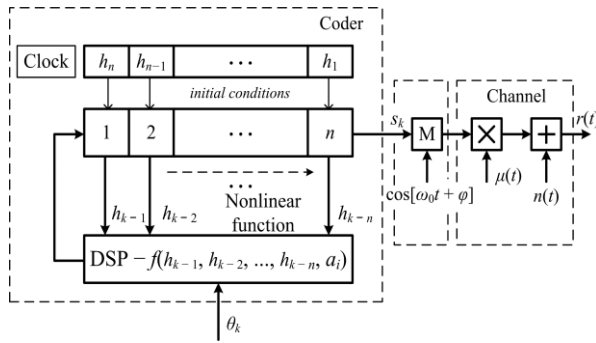 Coder
Clock
hₙ hₙ₋₁ ··· h₁
initial conditions
1 2 ··· n
sₖ
M
Channel
×
+
r(t)
cos[ω₀t + φ]
μ(t)
n(t)
···
hₖ₋₁ hₖ₋₂ Nonlinear function hₖ₋ₙ
DSP – f(hₖ₋₁, hₖ₋₂, ..., hₖ₋ₙ, aᵢ)
θₖ